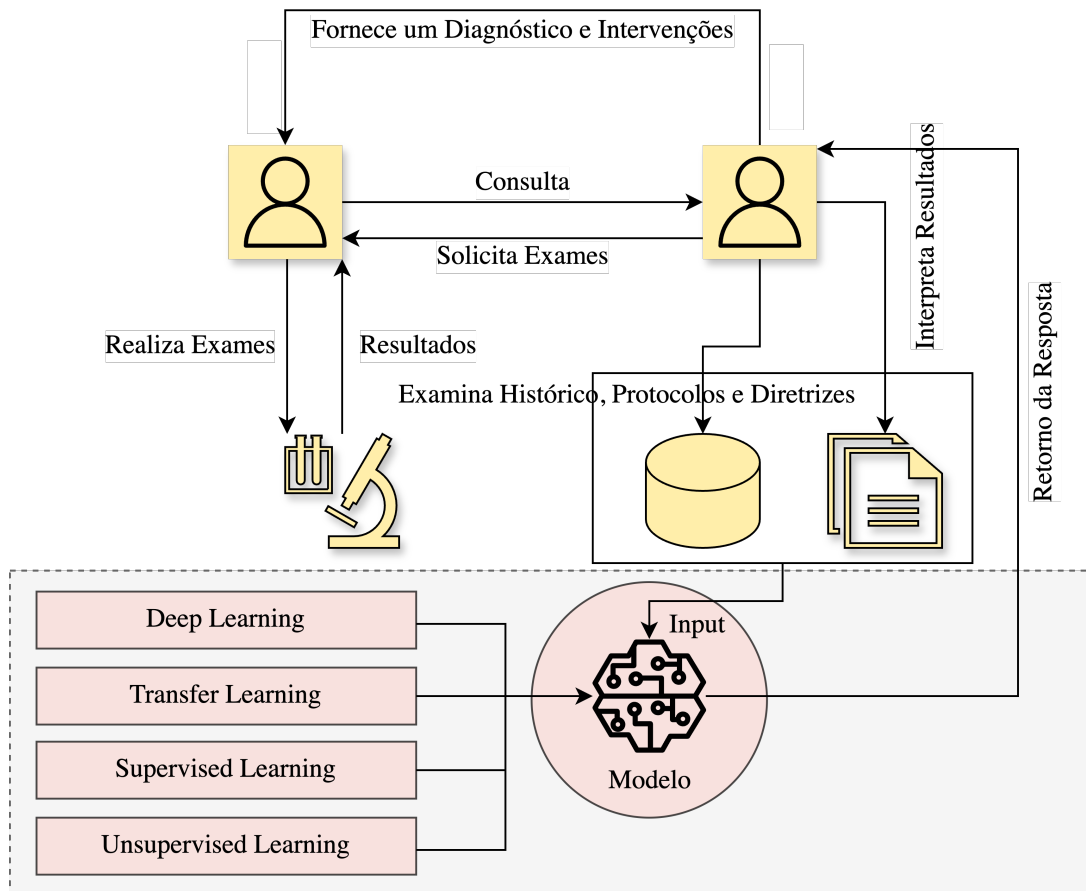 Fornece um Diagnóstico e Intervenções
Consulta
Solicita Exames
Interpreta Resultados
Retorno da Resposta
Realiza Exames
Resultados
Examina Histórico, Protocolos e Diretrizes
Deep Learning
Input
Transfer Learning
Supervised Learning
Modelo
Unsupervised Learning